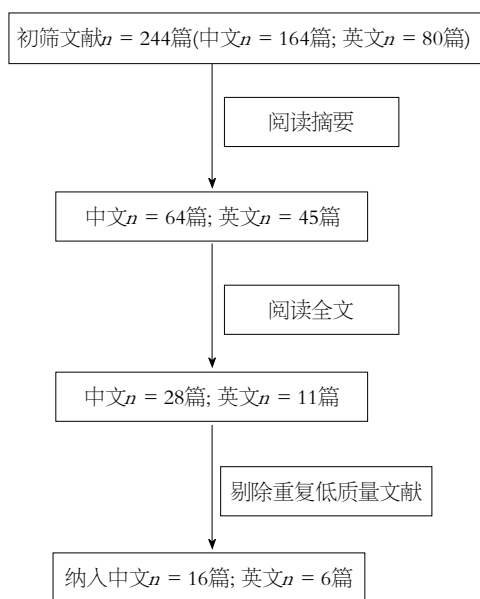 初筛文献n = 244篇(中文n = 164篇; 英文n = 80篇)
阅读摘要
中文n = 64篇; 英文n = 45篇
阅读全文
中文n = 28篇; 英文n = 11篇
剔除重复低质量文献
纳入中文n = 16篇; 英文n = 6篇